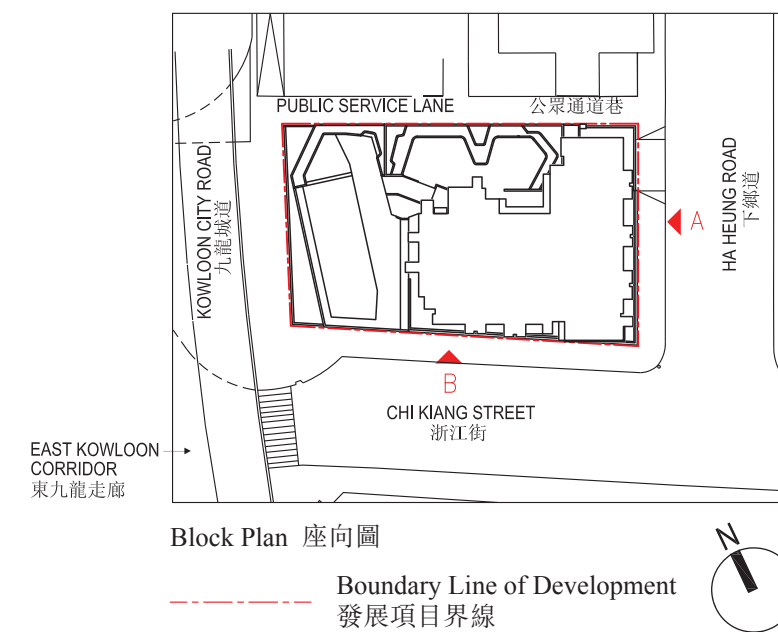 PUBLIC SERVICE LANE 公眾通道巷
KOWLOON CITY ROAD
九龍城道
HA HEUNG ROAD
下鄉道
A
B
CHI KIANG STREET
浙江街
EAST KOWLOON
CORRIDOR
東九龍走廊
Block Plan 座向圖
N
Boundary Line of Development
發展項目界線